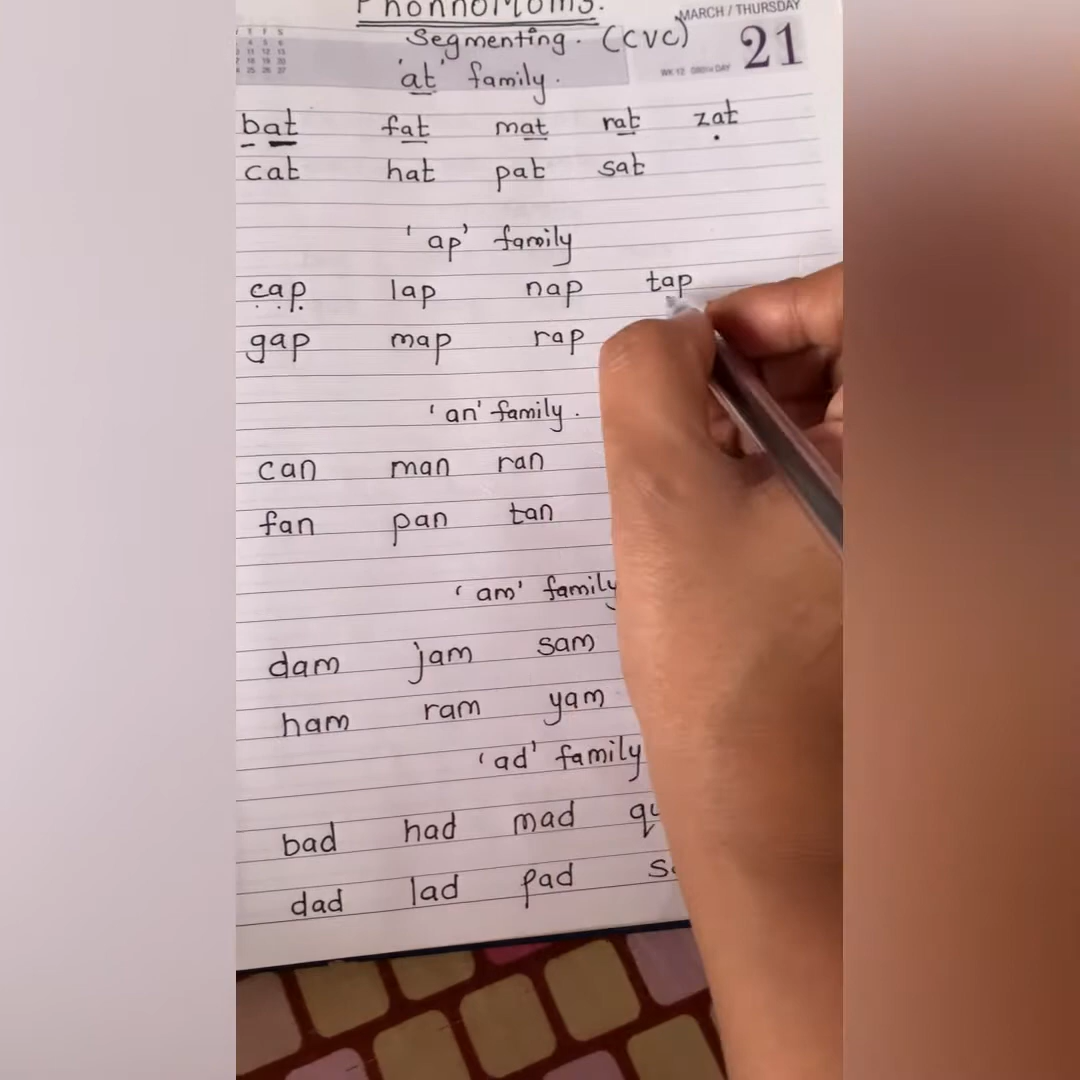 PhonnoMoms.
MARCH / THURSDAY
21
Segmenting. (CVC)
'at' family.
bat fat mat rat zat
cat hat pat sat
'ap' family
cap lap nap tap
gap map rap
'an' family.
can man ran
fan pan tan
'am' family
dam jam sam
ham ram yam
'ad' family
bad had mad
dad lad pad